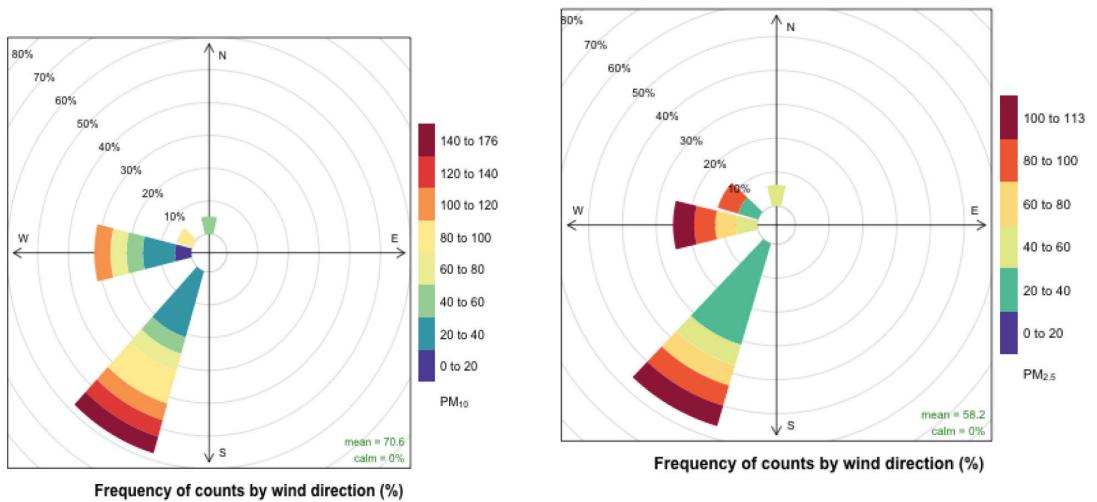 80%
70%
60%
50%
40%
30%
20%
10%
N
W
E
S
140 to 176
120 to 140
100 to 120
80 to 100
60 to 80
40 to 60
20 to 40
0 to 20
PM₁₀
mean = 70.6
calm = 0%
Frequency of counts by wind direction (%)
80%
70%
60%
50%
40%
30%
20%
10%
N
W
E
S
100 to 113
80 to 100
60 to 80
40 to 60
20 to 40
0 to 20
PM₂.₅
mean = 58.2
calm = 0%
Frequency of counts by wind direction (%)